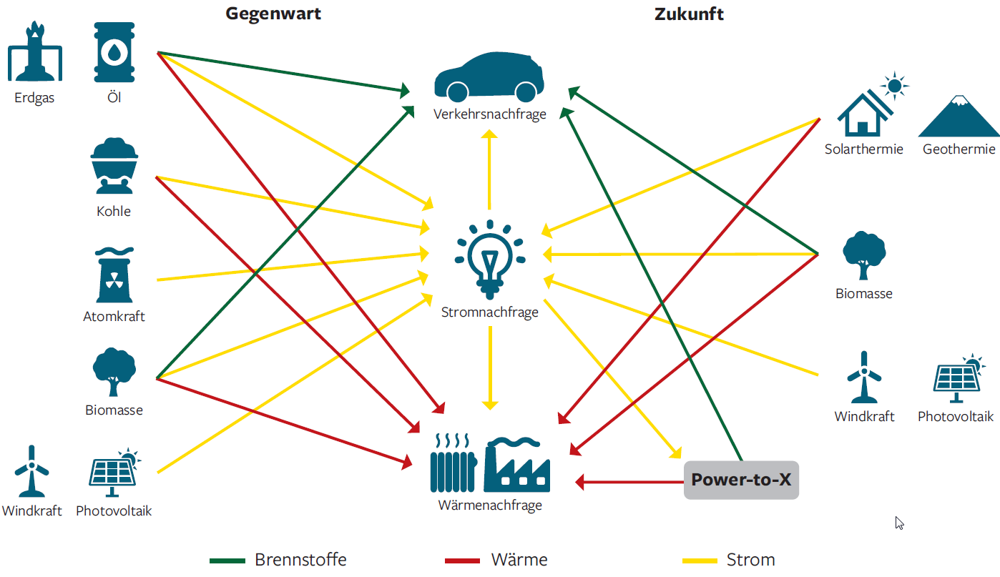 Gegenwart
Zukunft
Erdgas
Öl
Verkehrsnachfrage
Solarthermie
Geothermie
Kohle
Stromnachfrage
Biomasse
Atomkraft
Biomasse
Windkraft
Photovoltaik
Windkraft
Photovoltaik
Power-to-X
Wärmenachfrage
Brennstoffe
Wärme
Strom